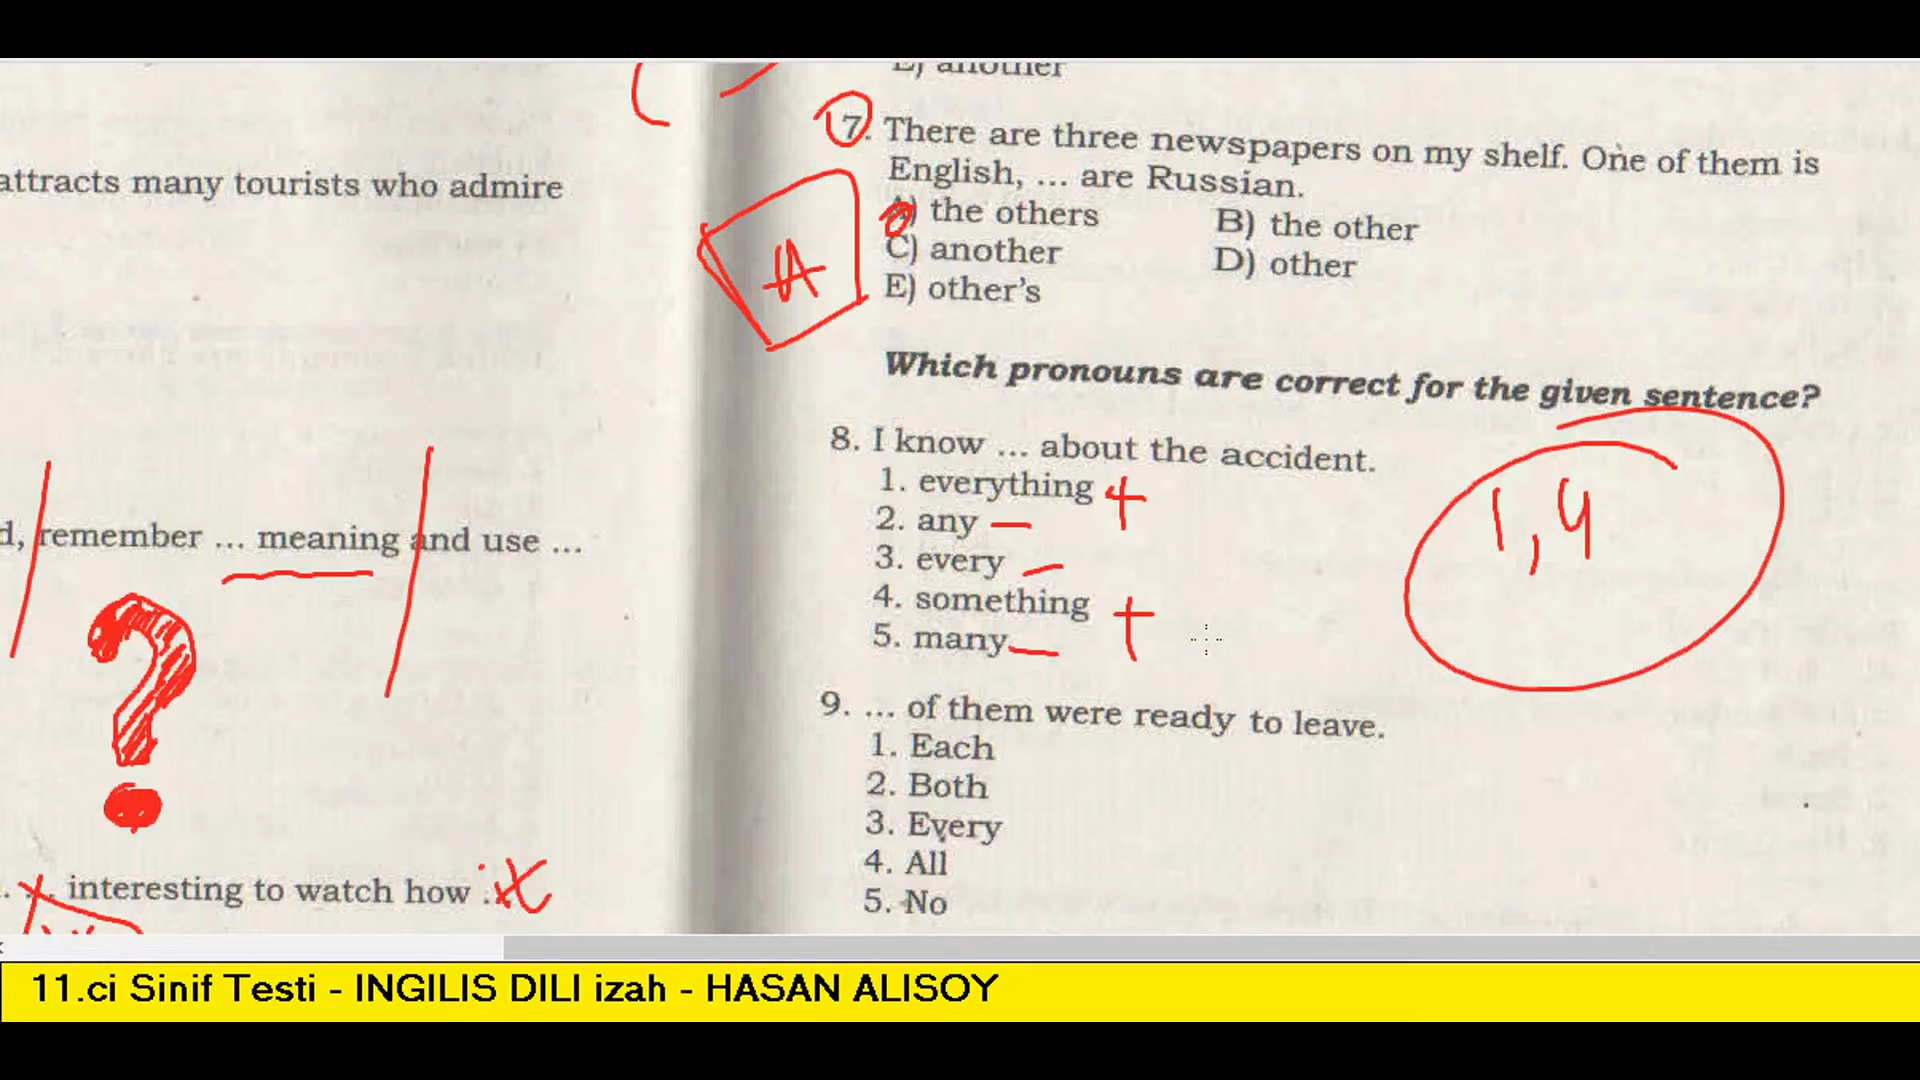 attracts many tourists who admire
remember ... meaning and use ...
interesting to watch how ... it
E) another
7. There are three newspapers on my shelf. One of them is
English, ... are Russian.
A) the others B) the other
C) another D) other
E) other's
A
Which pronouns are correct for the given sentence?
8. I know ... about the accident.
1. everything +
2. any –
3. every –
4. something +
5. many –
1,4
9. ... of them were ready to leave.
1. Each
2. Both
3. Every
4. All
5. No
11.ci Sinif Testi - INGILIS DILI izah - HASAN ALISOY